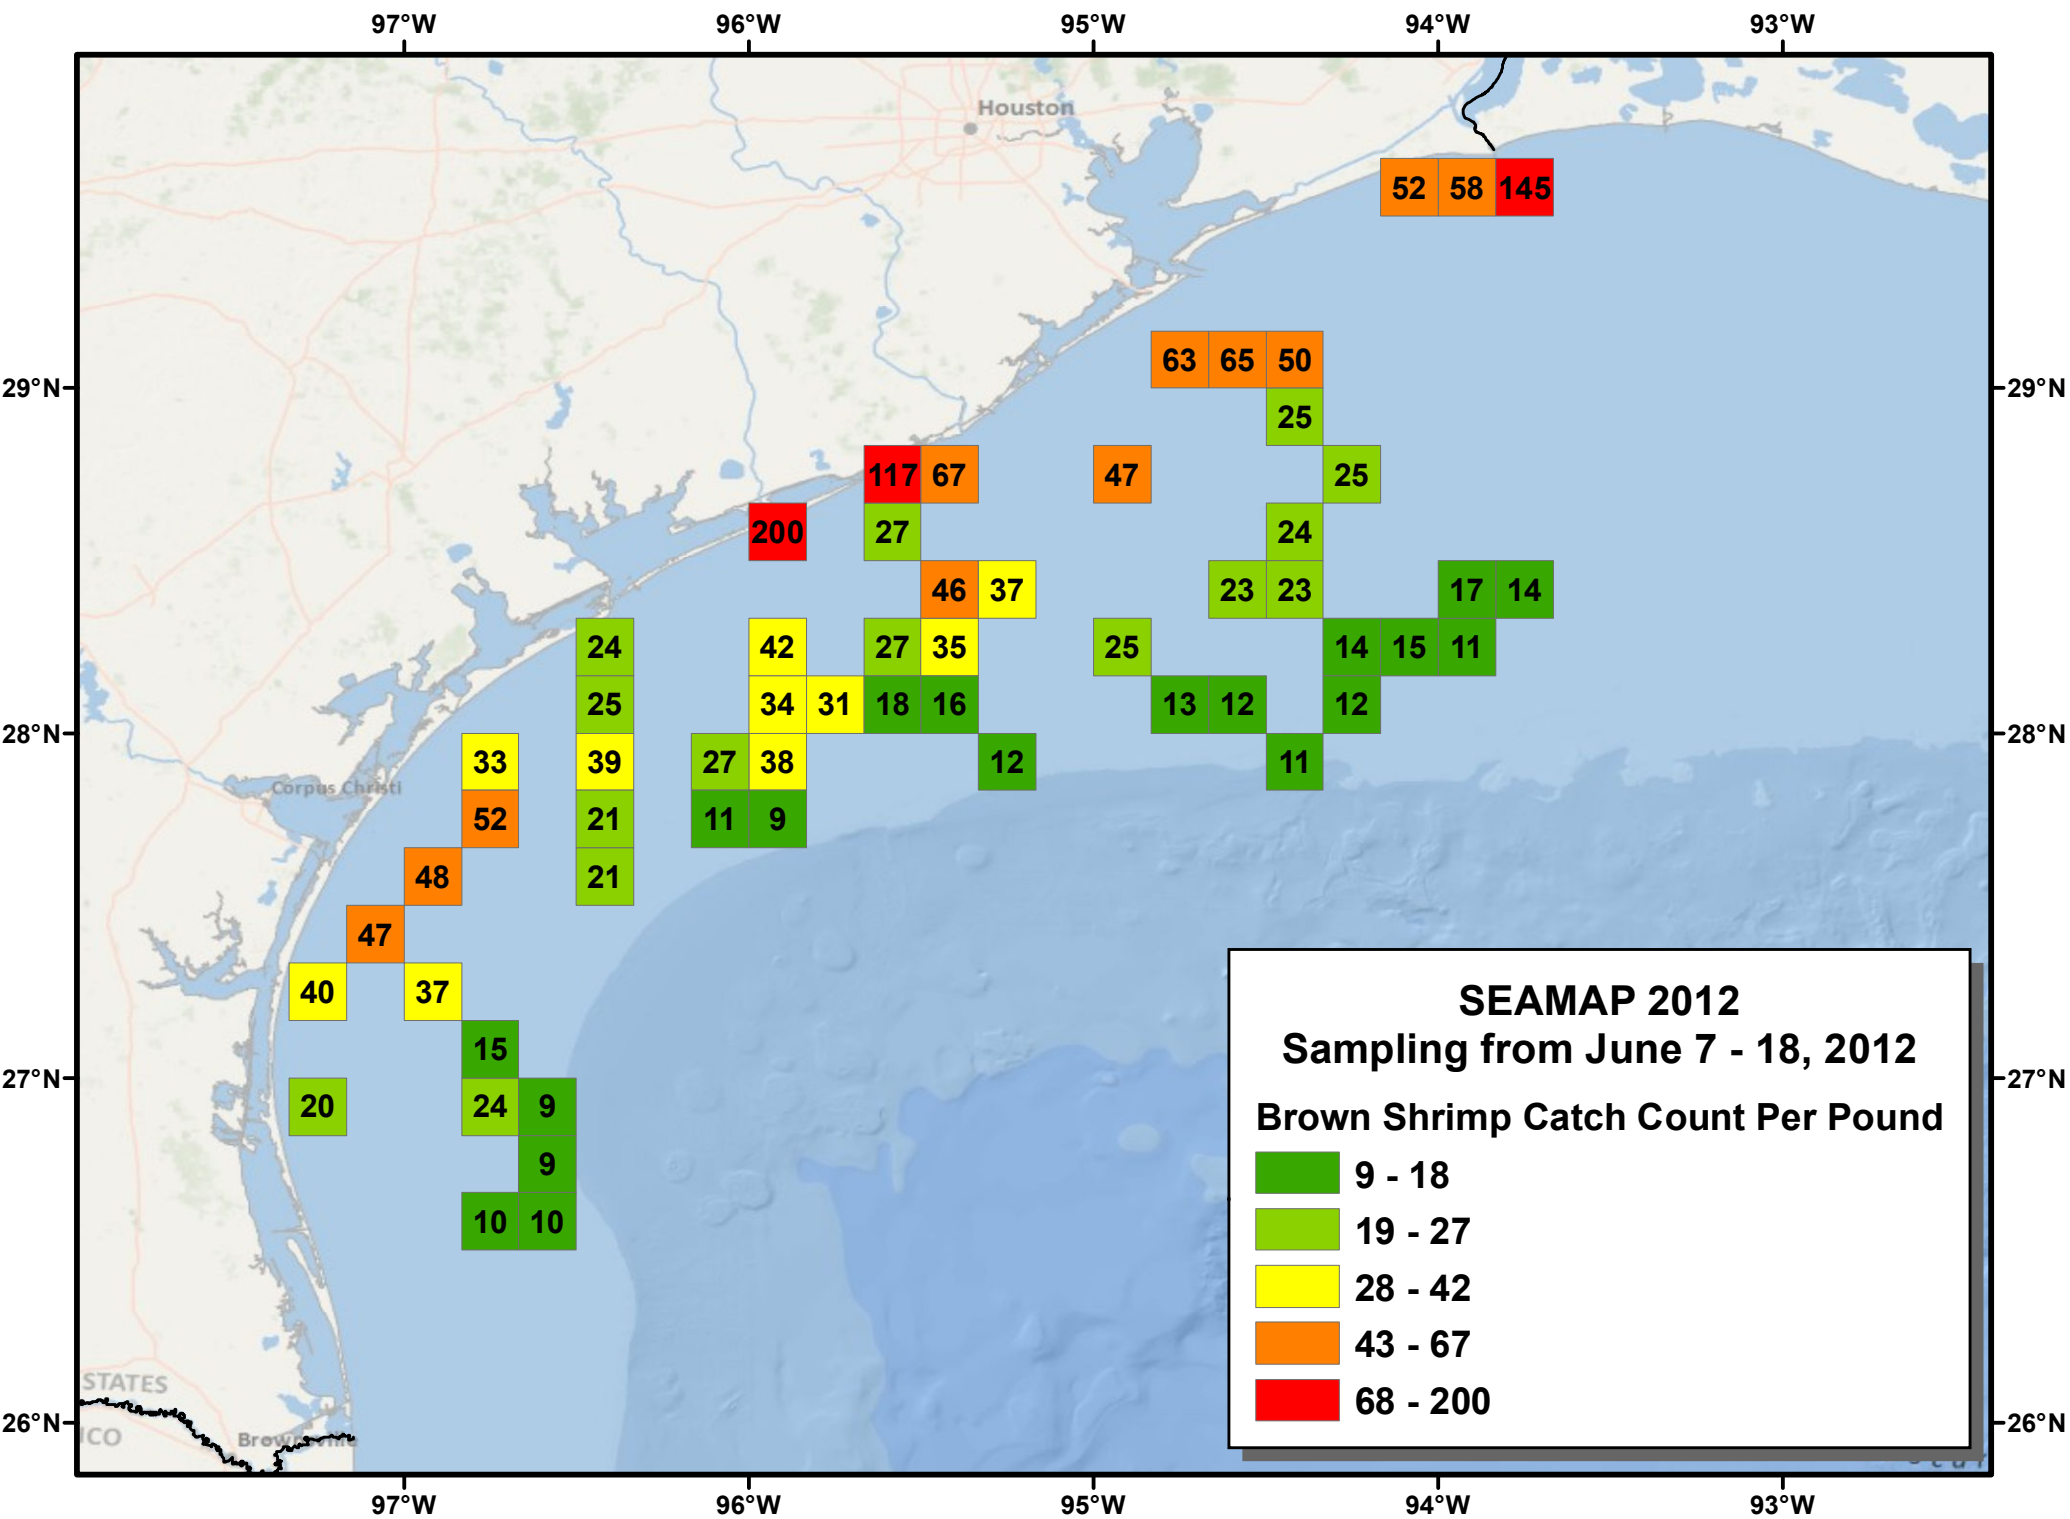 97°W 96°W 95°W 94°W 93°W
Houston
52 58 145
63 65 50
29°N 29°N
25
117 67 47 25
200 27 24
46 37 23 23 17 14
24 42 27 35 25 14 15 11
25 34 31 18 16 13 12 12
28°N 28°N
33 39 27 38 12 11
Corpus Christi
52 21 11 9
48 21
47
40 37
SEAMAP 2012
Sampling from June 7 - 18, 2012
15
27°N 27°N
20 24 9
Brown Shrimp Catch Count Per Pound
9
9 - 18
10 10
19 - 27
28 - 42
43 - 67
STATES
68 - 200
26°N 26°N
ICO
Brownsville
97°W 96°W 95°W 94°W 93°W